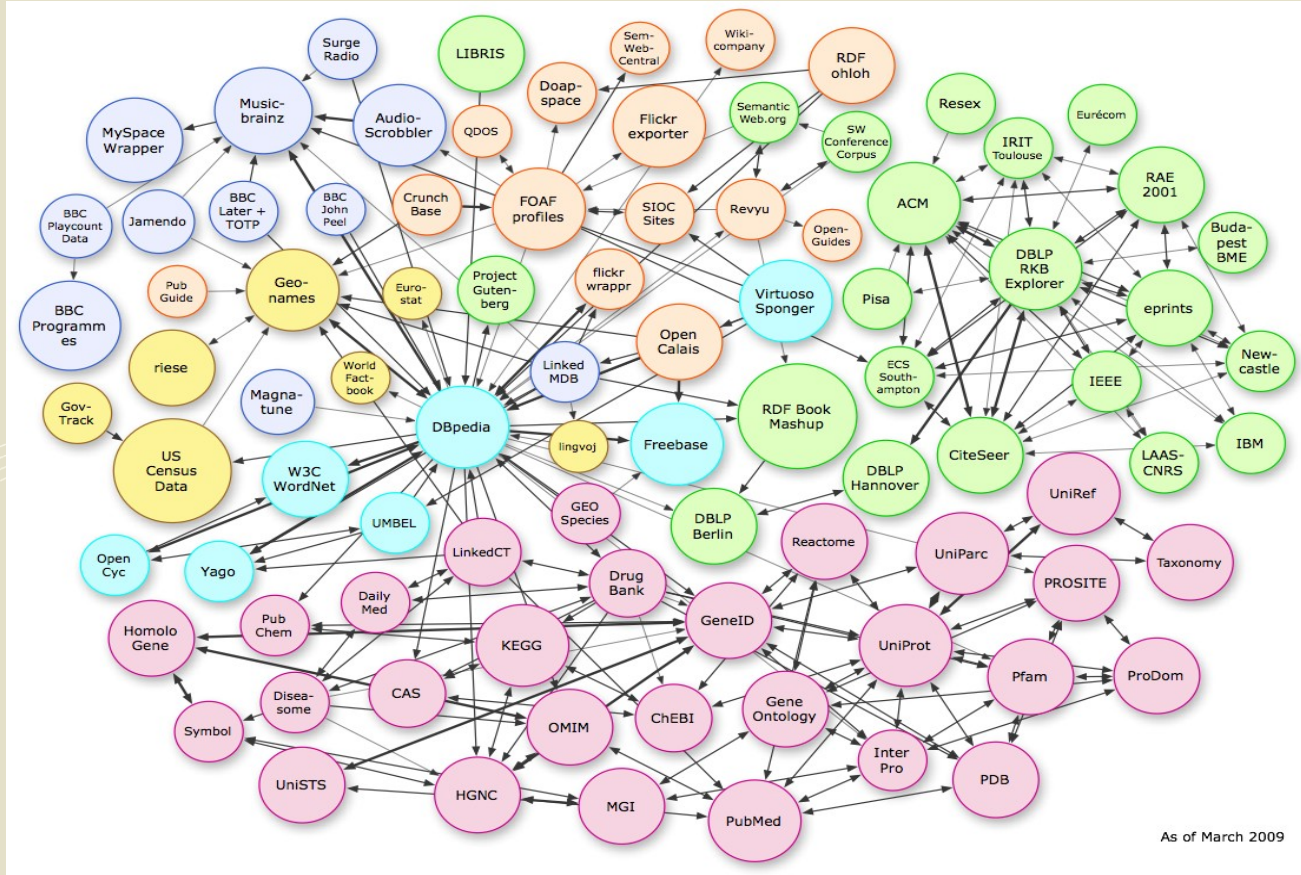 Surge
Radio
LIBRIS
Sem-
Web-
Central
Wiki-
company
RDF
ohloh
Music-
brainz
Audio-
Scrobbler
MySpace
Wrapper
QDOS
Doap-
space
Flickr
exporter
Semantic
Web.org
SW
Conference
Corpus
Resex
Eurécom
IRIT
Toulouse
RAE
2001
ACM
BBC
Playcount
Data
Jamendo
BBC
Later +
TOTP
BBC
John
Peel
Crunch
Base
FOAF
profiles
SIOC
Sites
Revyu
Open-
Guides
Buda-
pest
BME
DBLP
RKB
Explorer
Pub
Guide
Geo-
names
Euro-
stat
Project
Guten-
berg
flickr
wrappr
Virtuoso
Sponger
Pisa
eprints
BBC
Programm
es
riese
World
Fact-
book
Linked
MDB
Open
Calais
ECS
South-
ampton
IEEE
New-
castle
Gov-
Track
Magna-
tune
DBpedia
RDF Book
Mashup
US
Census
Data
W3C
WordNet
lingvoj
Freebase
DBLP
Hannover
CiteSeer
LAAS-
CNRS
IBM
UniRef
UMBEL
GEO
Species
DBLP
Berlin
Open
Cyc
Yago
LinkedCT
Reactome
UniParc
Taxonomy
Daily
Med
Drug
Bank
PROSITE
Homolo
Gene
Pub
Chem
KEGG
GeneID
UniProt
Pfam
ProDom
Disea-
some
CAS
Symbol
OMIM
ChEBI
Gene
Ontology
Inter
Pro
PDB
UniSTS
HGNC
MGI
PubMed
As of March 2009